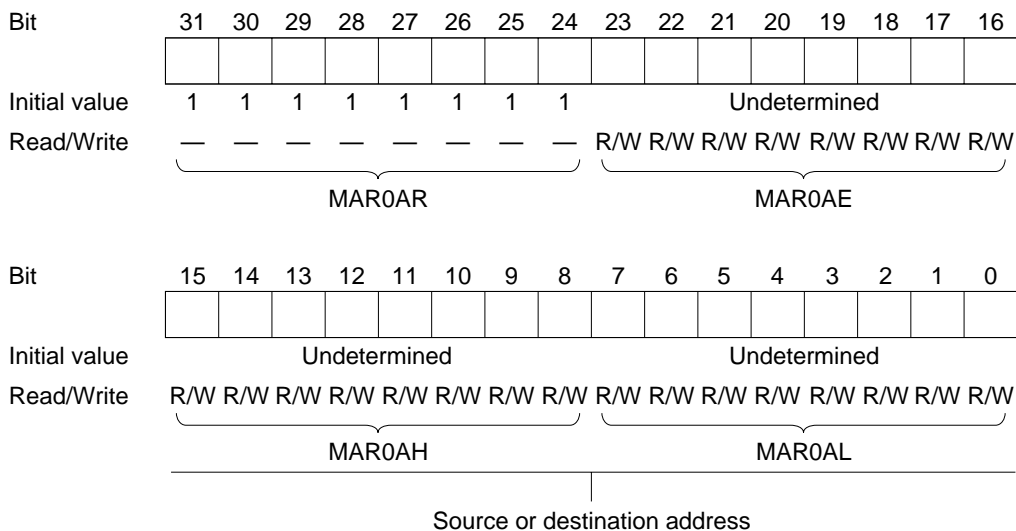 Bit 31 30 29 28 27 26 25 24 23 22 21 20 19 18 17 16
Initial value 1 1 1 1 1 1 1 1 Undetermined
Read/Write — — — — — — — — R/W R/W R/W R/W R/W R/W R/W R/W
MAR0AR MAR0AE
Bit 15 14 13 12 11 10 9 8 7 6 5 4 3 2 1 0
Initial value Undetermined Undetermined
Read/Write R/W R/W R/W R/W R/W R/W R/W R/W R/W R/W R/W R/W R/W R/W R/W R/W
MAR0AH MAR0AL
Source or destination address